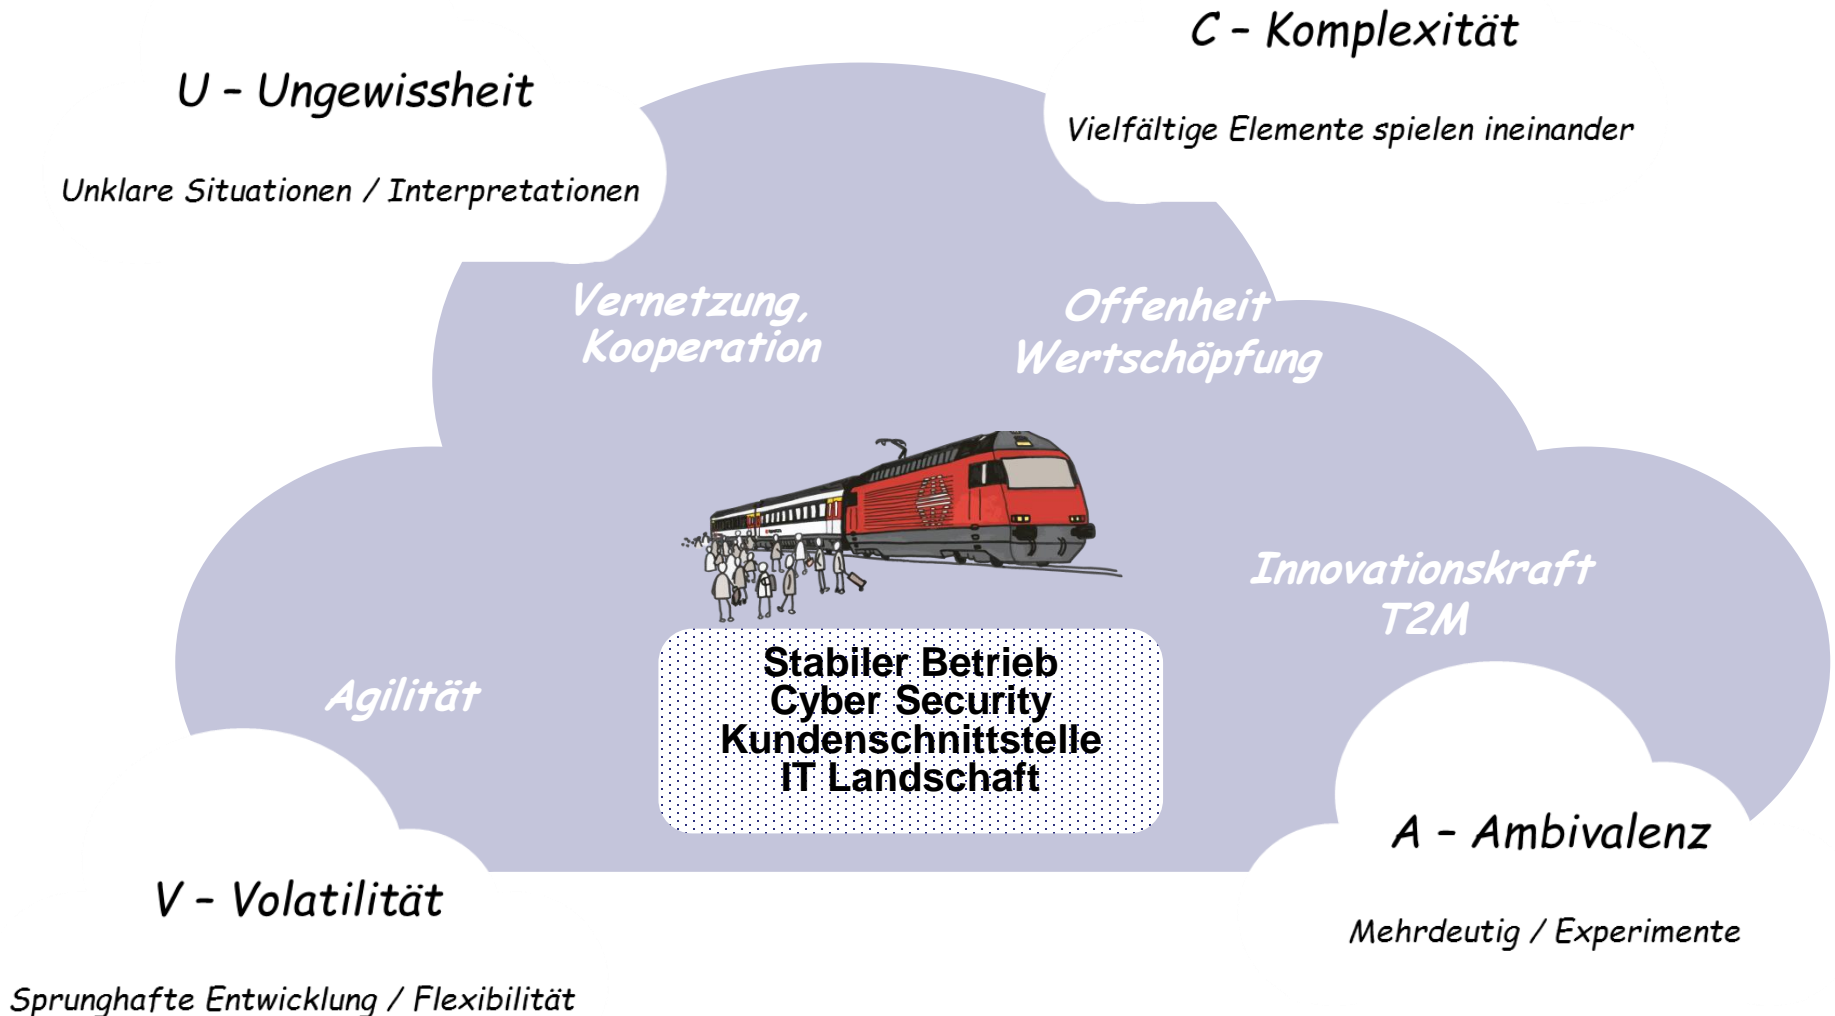 C – Komplexität
U – Ungewissheit
Vielfältige Elemente spielen ineinander
Unklare Situationen / Interpretationen
Vernetzung,
Kooperation
Offenheit
Wertschöpfung
Innovationskraft
T2M
Agilität
Stabiler Betrieb
Cyber Security
Kundenschnittstelle
IT Landschaft
A – Ambivalenz
Mehrdeutig / Experimente
V – Volatilität
Sprunghafte Entwicklung / Flexibilität